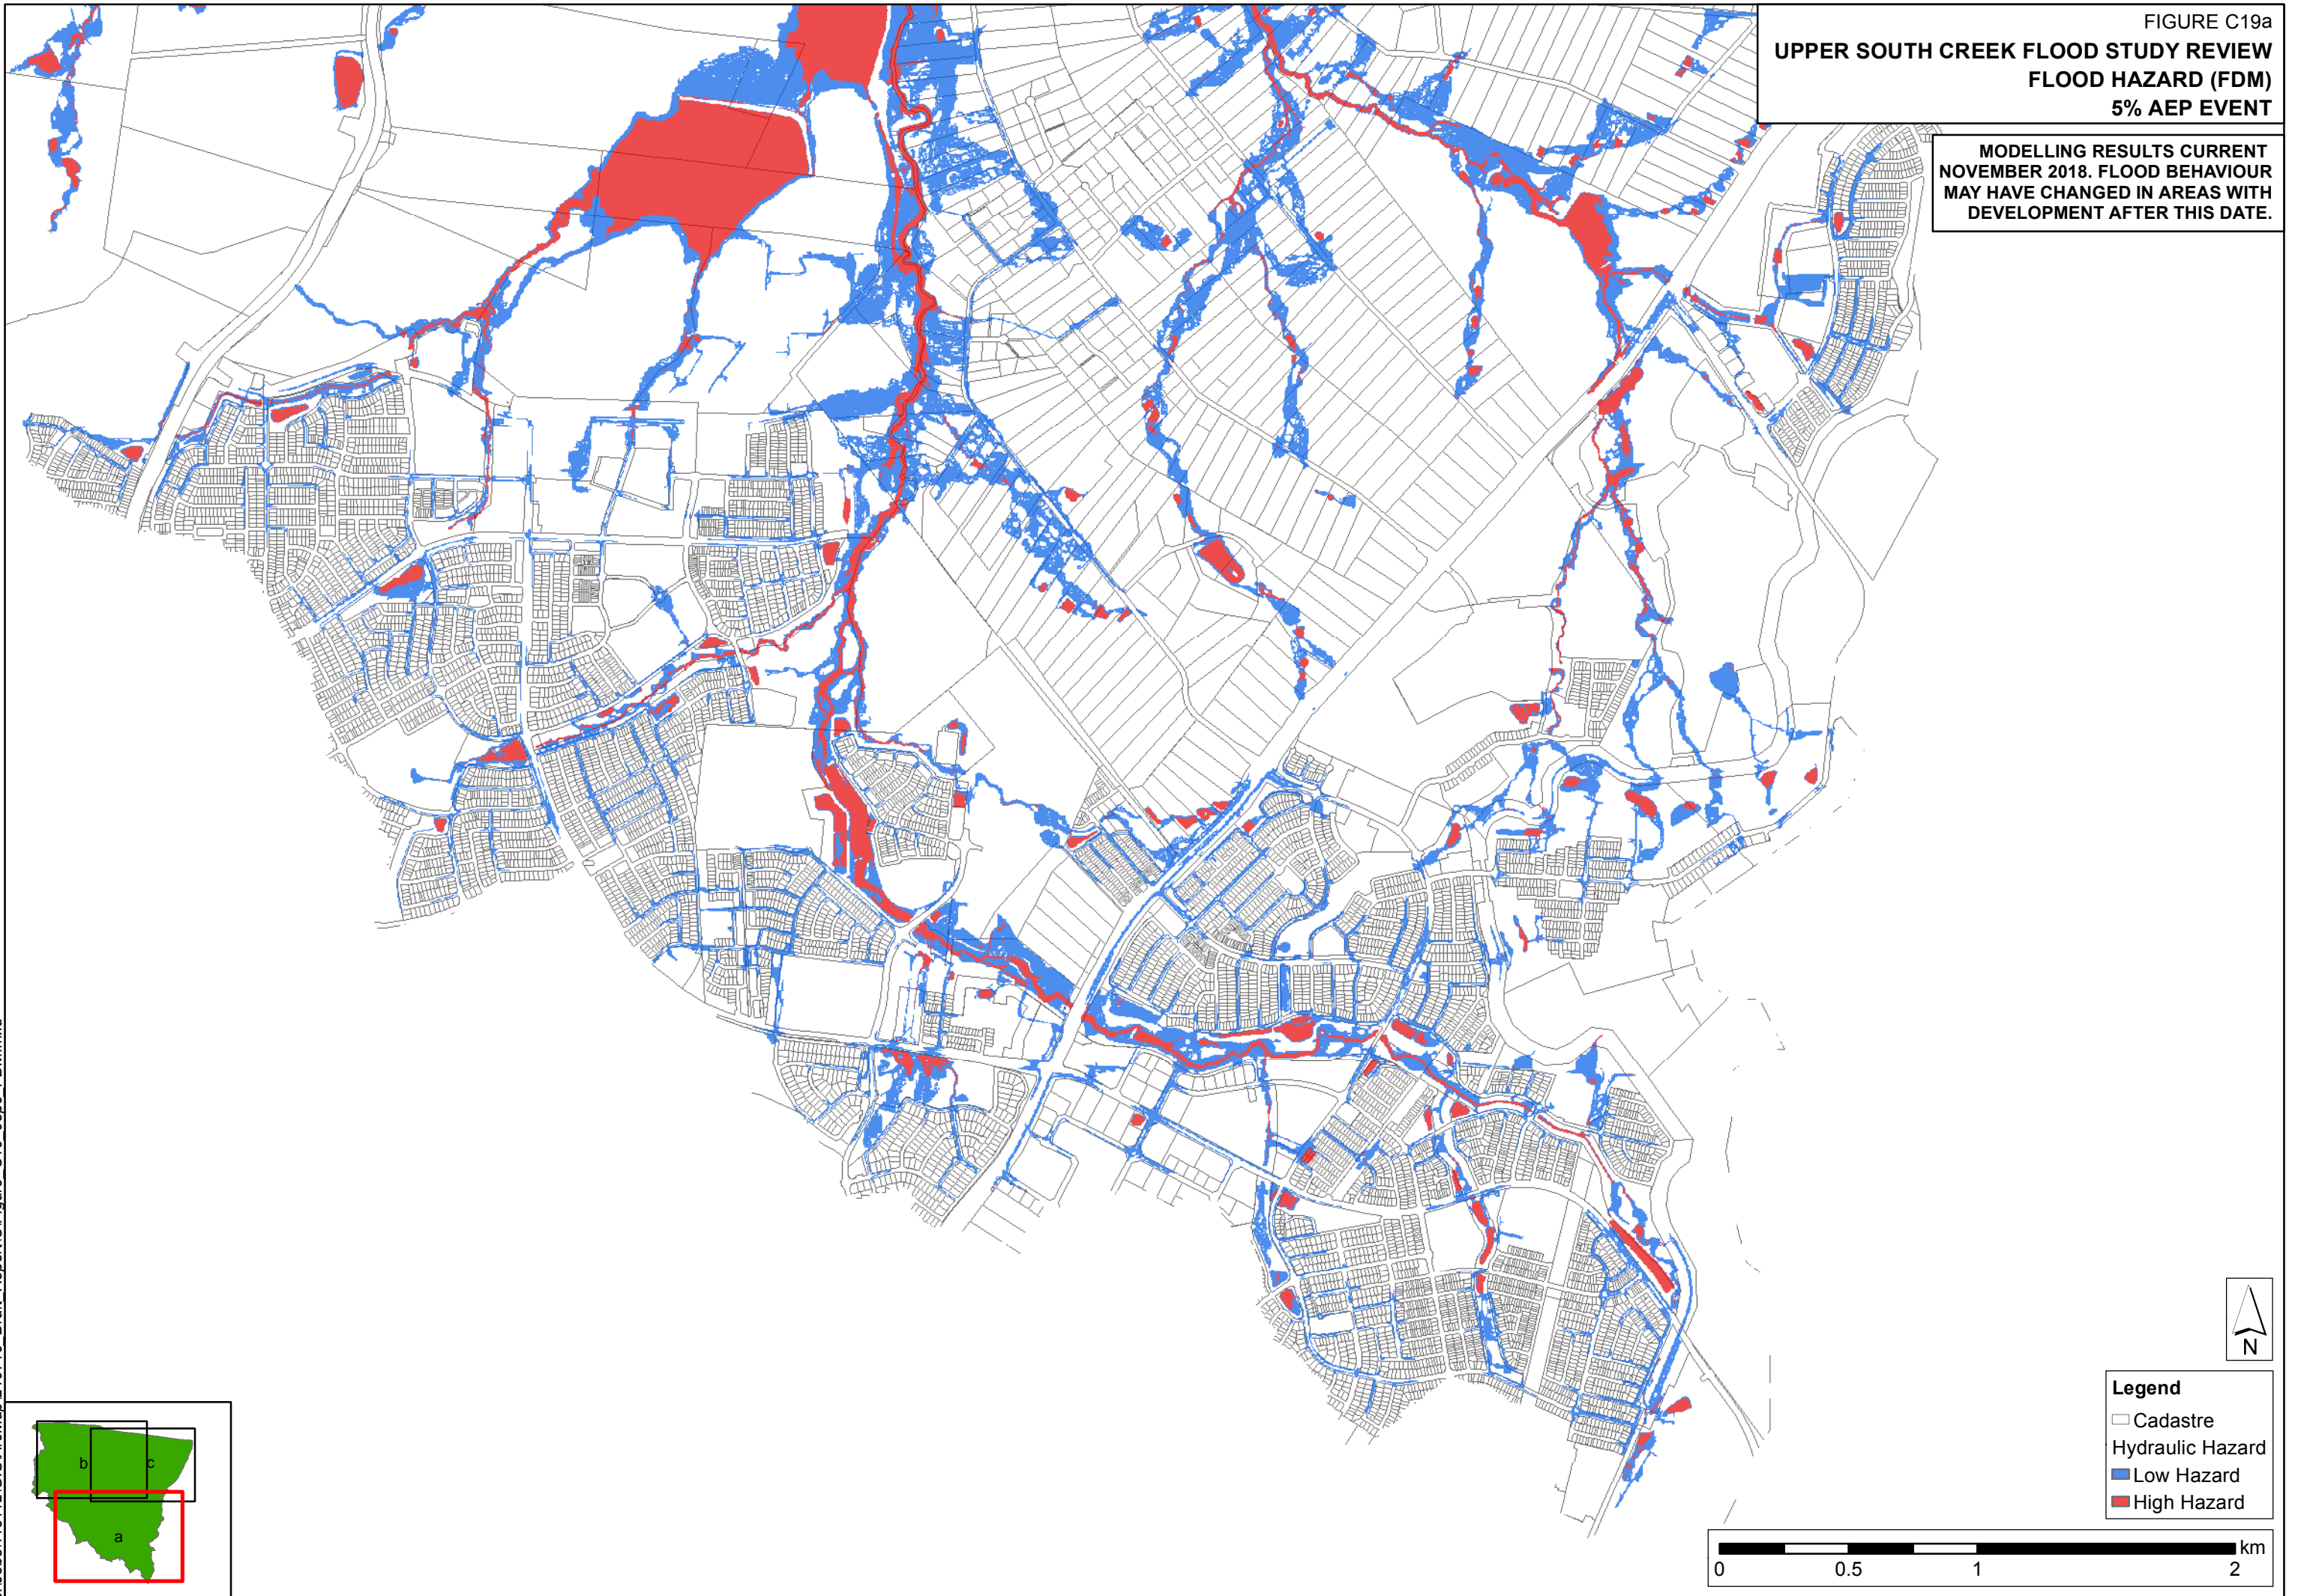 FIGURE C19a
UPPER SOUTH CREEK FLOOD STUDY REVIEW
FLOOD HAZARD (FDM)
5% AEP EVENT
MODELLING RESULTS CURRENT
NOVEMBER 2018. FLOOD BEHAVIOUR
MAY HAVE CHANGED IN AREAS WITH
DEVELOPMENT AFTER THIS DATE.
N
Legend
Cadastre
Hydraulic Hazard
Low Hazard
High Hazard
km
0 0.5 1 2
b c
a